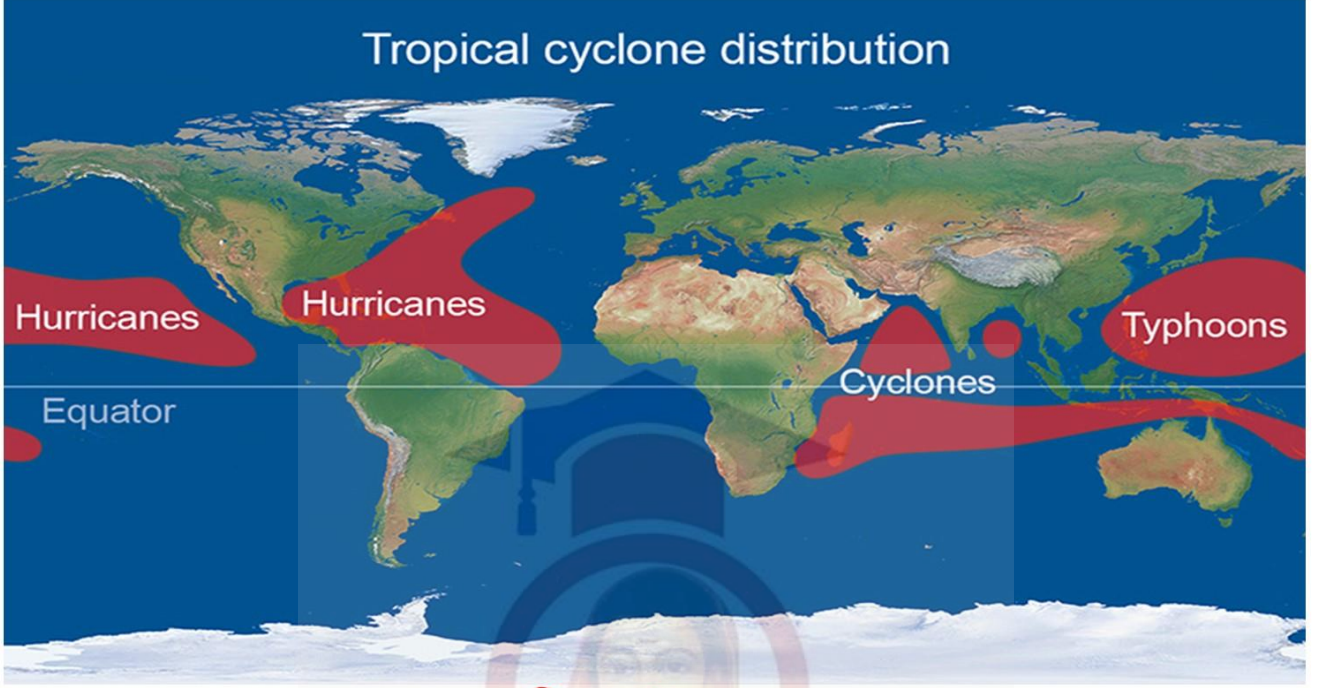 Tropical cyclone distribution
Hurricanes
Hurricanes
Typhoons
Cyclones
Equator